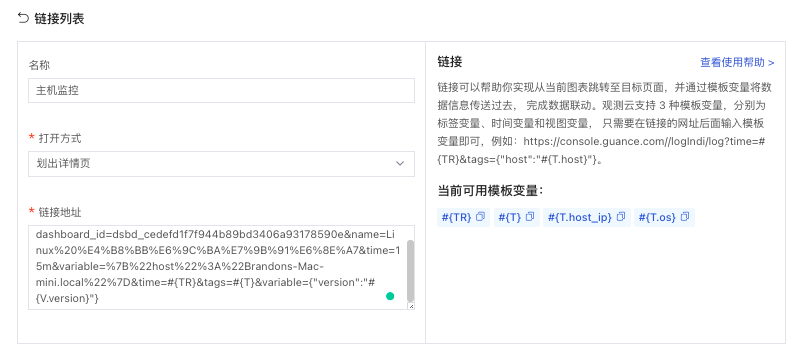 链接列表
名称
主机监控
* 打开方式
划出详情页
* 链接地址
dashboard_id=dsbd_cedefd1f7f944b89bd3406a93178590e&name=Li
nux%20%E4%B8%BB%E6%9C%BA%E7%9B%91%E6%8E%A7&time=1
5m&variable=%7B%22host%22%3A%22Brandons-Mac-
mini.local%22%7D&time=#{TR}&tags=#{T}&variable={"version":"#
{V.version}"}
链接
查看使用帮助 >
链接可以帮助你实现从当前图表跳转至目标页面，并通过模板变量将数
据信息传送过去， 完成数据联动。观测云支持 3 种模板变量，分别为
标签变量、时间变量和视图变量， 只需要在链接的网址后面输入模板
变量即可，例如：https://console.guance.com//logIndi/log?time=#
{TR}&tags={"host":"#{T.host}"}。
当前可用模板变量：
#{TR} #{T} #{T.host_ip} #{T.os}